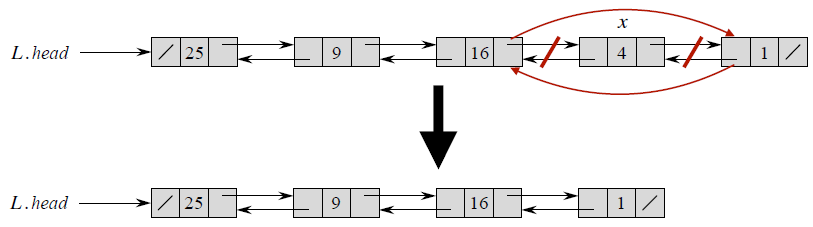 x
L.head / 25 9 16 4 1 /
L.head / 25 9 16 1 /